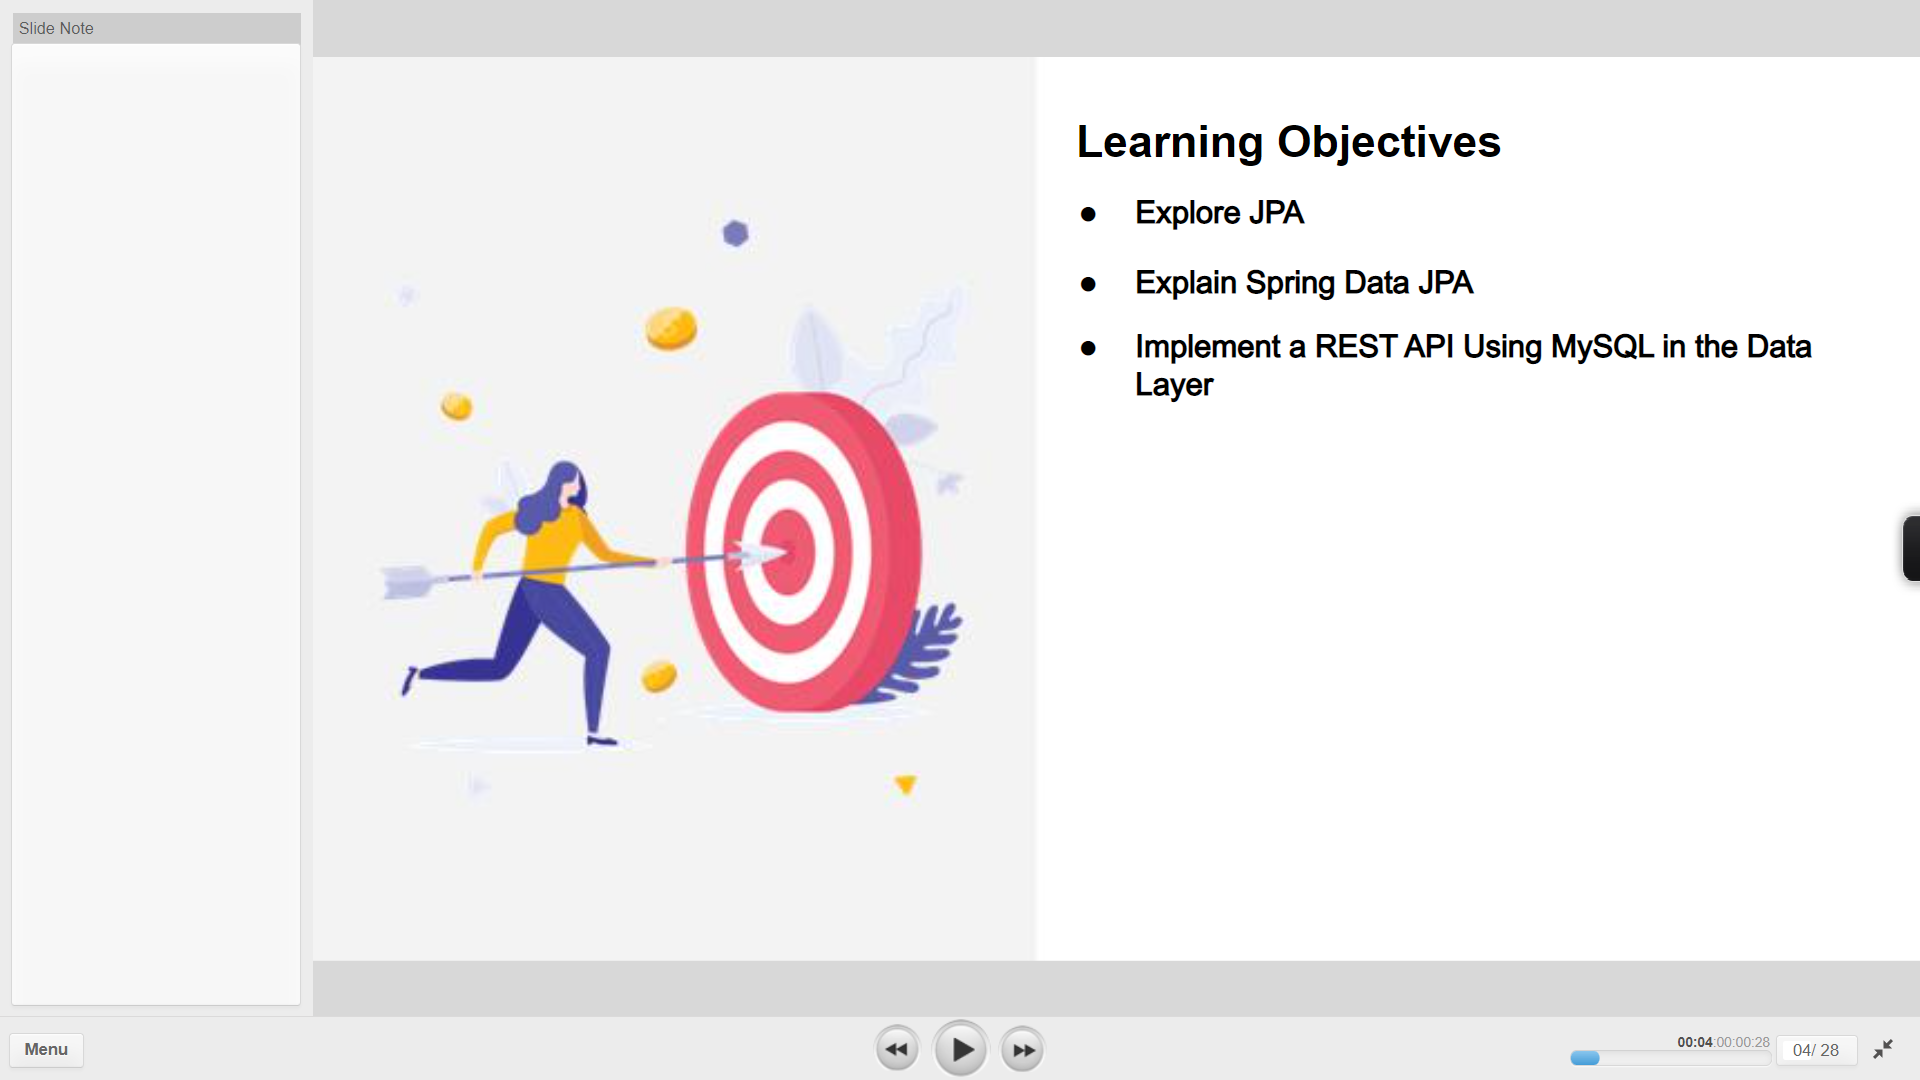 Slide Note
Learning Objectives
● Explore JPA
● Explain Spring Data JPA
● Implement a REST API Using MySQL in the Data
Layer
Menu
00:04:00:00:28
04/ 28